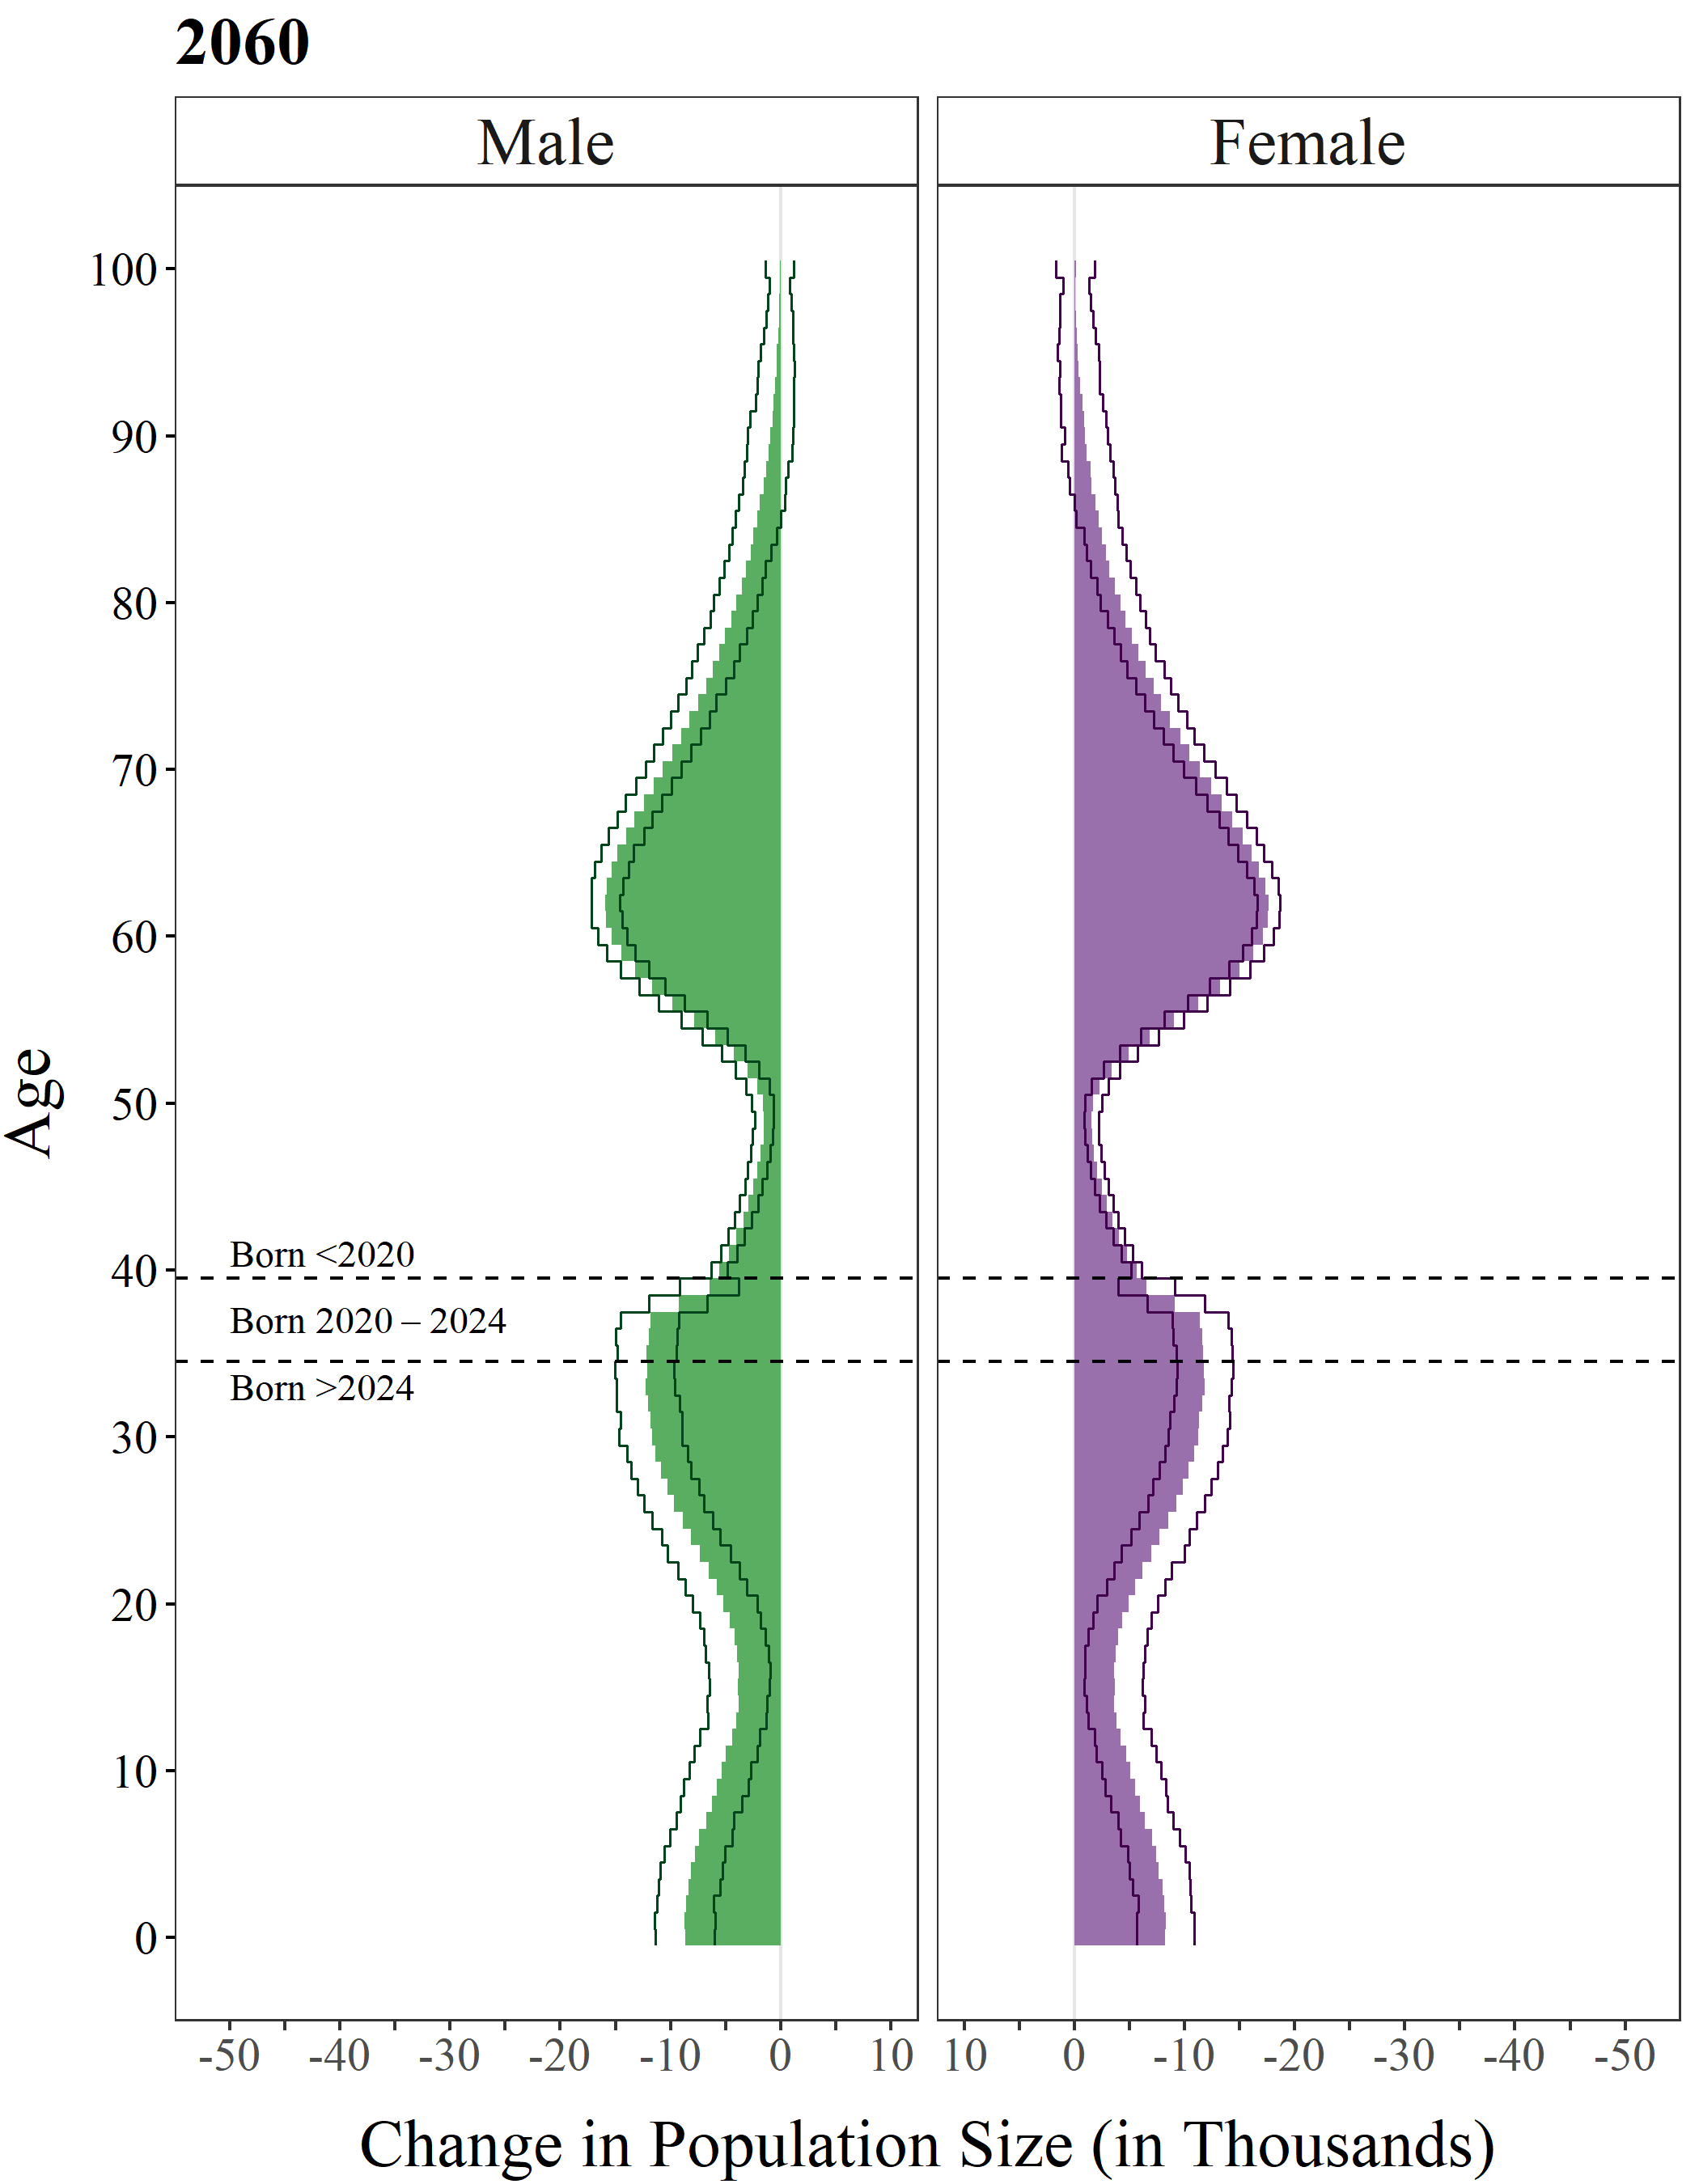 2060
Male
Female
100
90
80
70
60
50
40
30
20
10
0
Age
Born <2020
Born 2020 – 2024
Born >2024
-50 -40 -30 -20 -10 0 10
10 0 -10 -20 -30 -40 -50
Change in Population Size (in Thousands)